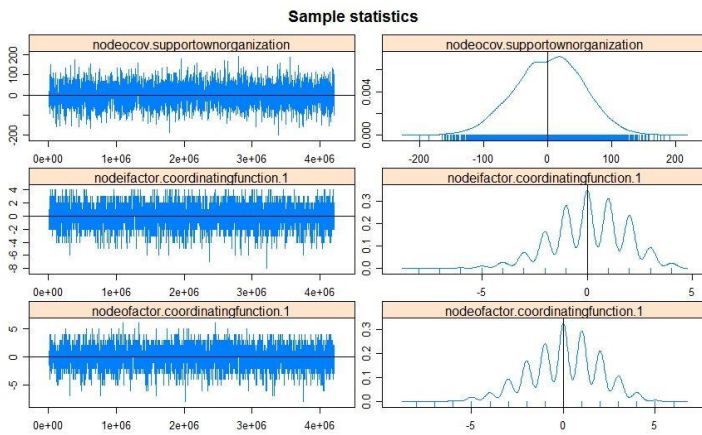 Sample statistics
nodeocov.supportownorganization
nodeocov.supportownorganization
-200 0 100 200
0e+00 1e+06 2e+06 3e+06 4e+06
0.000 0.004
-200 -100 0 100 200
nodeifactor.coordinatingfunction.1
nodeifactor.coordinatingfunction.1
-8 -6 -4 -2 0 2 4
0e+00 1e+06 2e+06 3e+06 4e+06
0.0 0.1 0.2 0.3
-5 0 5
nodeofactor.coordinatingfunction.1
nodeofactor.coordinatingfunction.1
-5 0 5
0e+00 1e+06 2e+06 3e+06 4e+06
0.0 0.1 0.2 0.3
-5 0 5